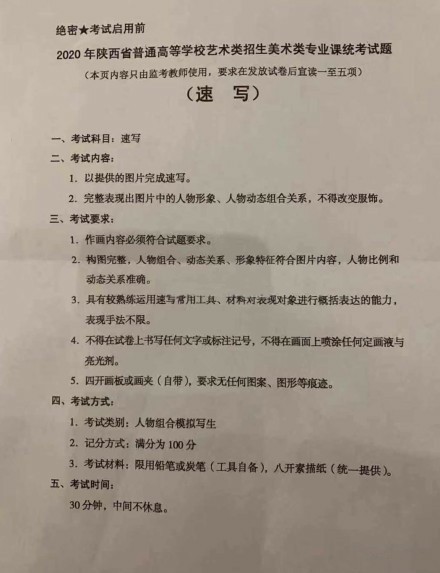 绝密★考试启用前
2020年陕西省普通高等学校艺术类招生美术类专业课统考试题
（本页内容只由监考教师使用，要求在发放试卷后宣读一至五项）
（速 写）
一、考试科目：速写
二、考试内容：
1．以提供的图片完成速写。
2．完整表现出图片中的人物形象、人物动态组合关系，不得改变服饰。
三、考试要求：
1．作画内容必须符合试题要求。
2．构图完整，人物组合、动态关系、形象特征符合图片内容，人物比例和
动态关系准确。
3．具有较熟练运用速写常用工具、材料对表现对象进行概括表达的能力，
表现手法不限。
4．不得在试卷上书写任何文字或标注记号，不得在画面上喷涂任何定画液与
亮光剂。
5．四开画板或画夹（自带），要求无任何图案、图形等痕迹。
四、考试方式：
1．考试类别：人物组合模拟写生
2．记分方式：满分为100分
3．考试材料：限用铅笔或炭笔（工具自备），八开素描纸（统一提供）。
五、考试时间：
30分钟，中间不休息。